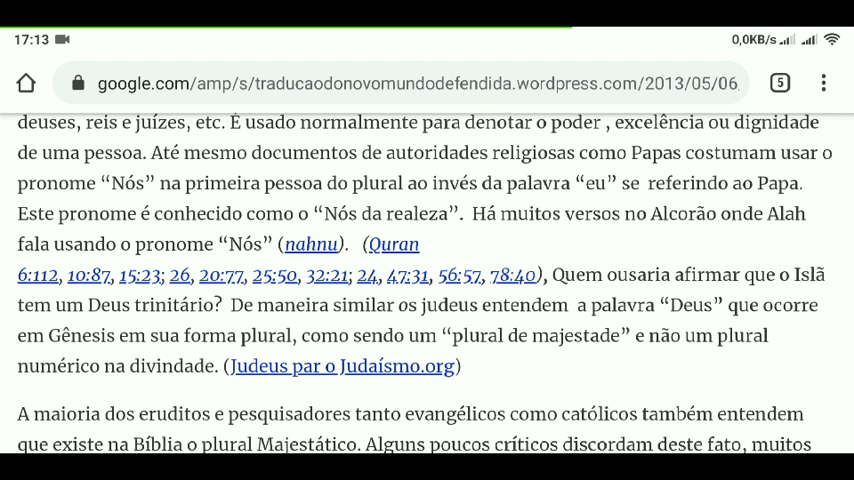 17:13
0,0KB/s
google.com/amp/s/traducaodonovomundodefendida.wordpress.com/2013/05/06
5
deuses, reis e juízes, etc. É usado normalmente para denotar o poder , excelência ou dignidade
de uma pessoa. Até mesmo documentos de autoridades religiosas como Papas costumam usar o
pronome “Nós” na primeira pessoa do plural ao invés da palavra “eu” se referindo ao Papa.
Este pronome é conhecido como o “Nós da realeza”. Há muitos versos no Alcorão onde Alah
fala usando o pronome “Nós” (nahnu). (Quran
6:112, 10:87, 15:23; 26, 20:77, 25:50, 32:21; 24, 47:31, 56:57, 78:40), Quem ousaria afirmar que o Islã
tem um Deus trinitário? De maneira similar os judeus entendem a palavra “Deus” que ocorre
em Gênesis em sua forma plural, como sendo um “plural de majestade” e não um plural
numérico na divindade. (Judeus par o Judaísmo.org)
A maioria dos eruditos e pesquisadores tanto evangélicos como católicos também entendem
que existe na Bíblia o plural Majestático. Alguns poucos críticos discordam deste fato, muitos